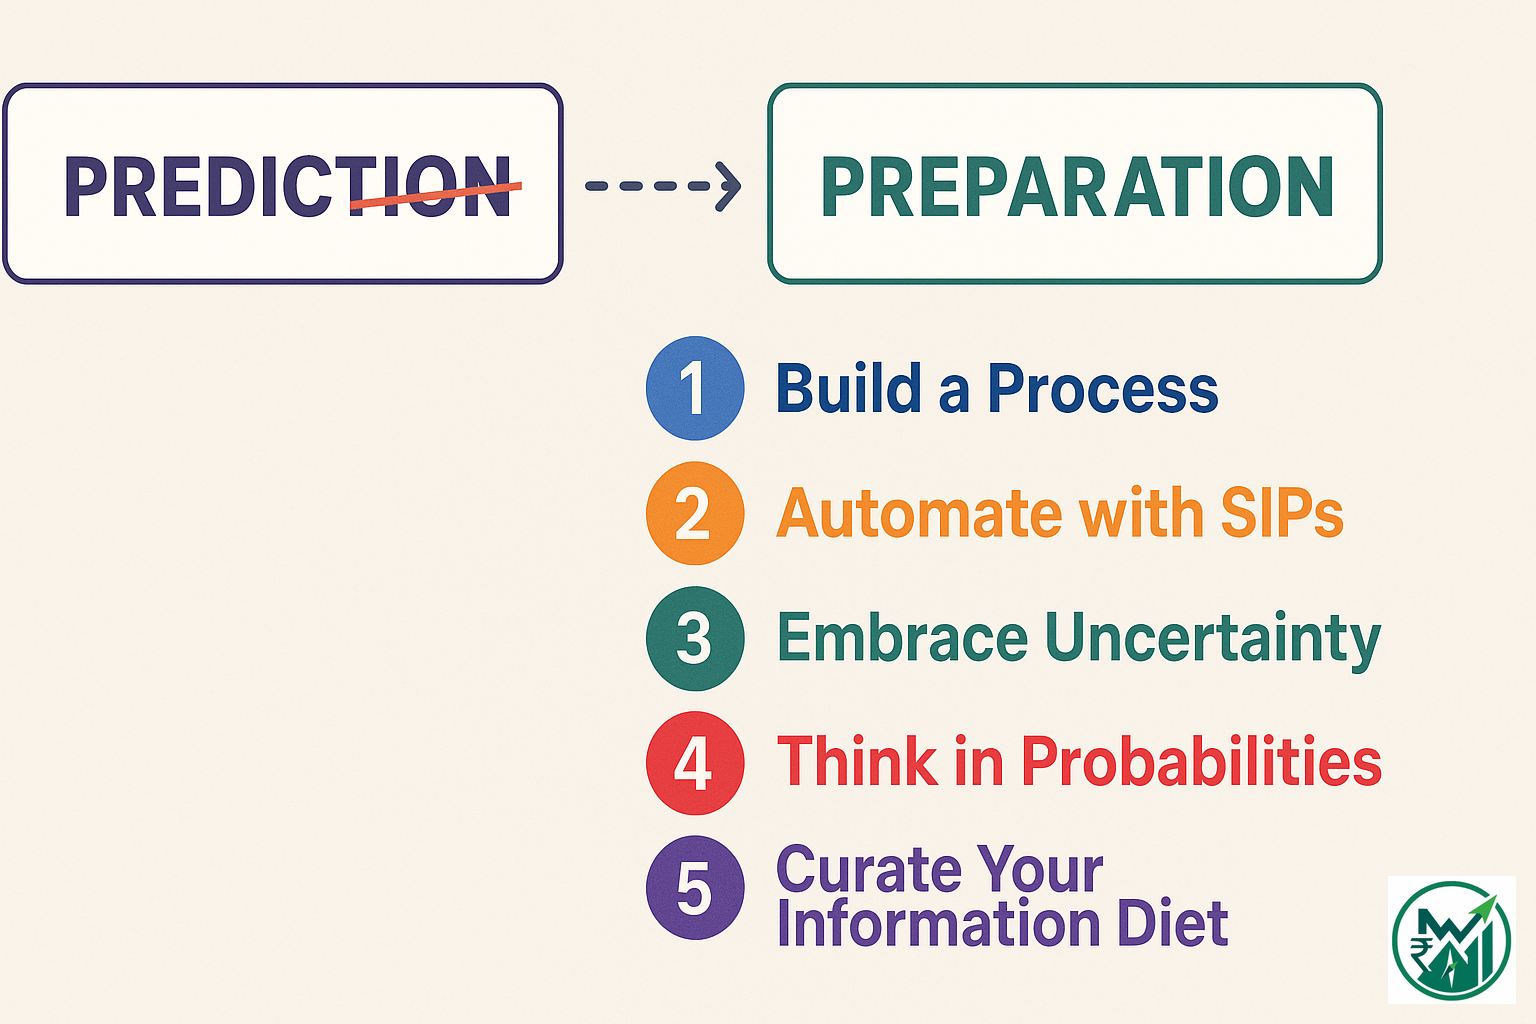 PREDICTION
PREPARATION
1 Build a Process
2 Automate with SIPs
3 Embrace Uncertainty
4 Think in Probabilities
5 Curate Your
Information Diet
₹